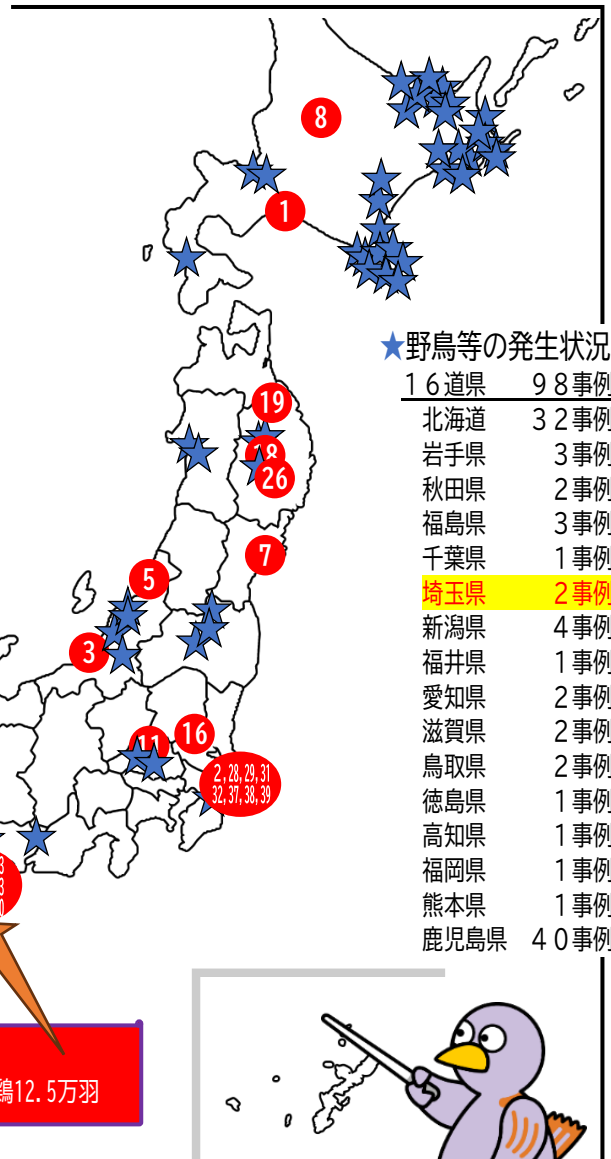 8
1
★野鳥等の発生状況
16道県 98事例
北海道 32事例
岩手県 3事例
秋田県 2事例
福島県 3事例
千葉県 1事例
埼玉県 2事例
新潟県 4事例
福井県 1事例
愛知県 2事例
滋賀県 2事例
鳥取県 2事例
徳島県 1事例
高知県 1事例
福岡県 1事例
熊本県 1事例
鹿児島県 40事例
19
18
26
7
5
3
11
16
2,28,29,31
32,37,38,39
鶏12.5万羽